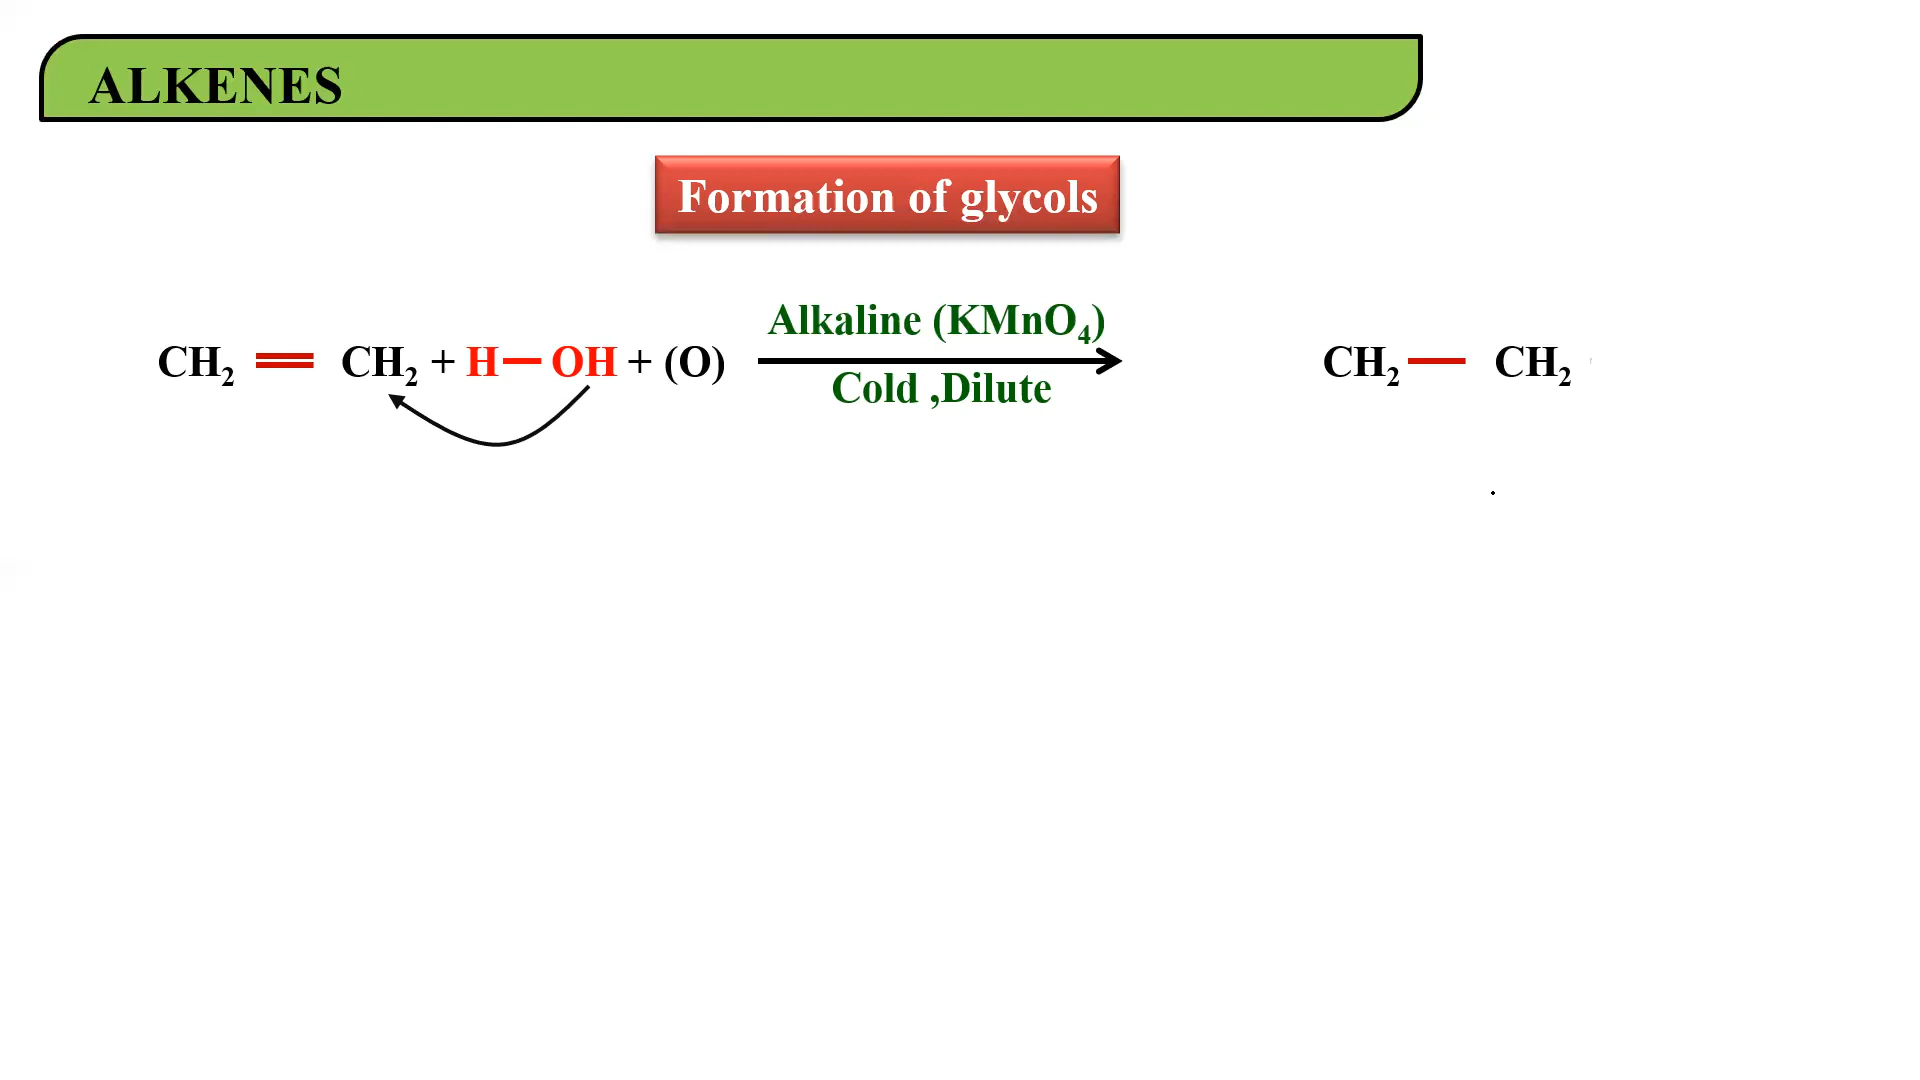 ALKENES
Formation of glycols
Alkaline (KMnO₄)
CH₂ = CH₂ + H — OH + (O) CH₂ — CH₂
Cold ,Dilute